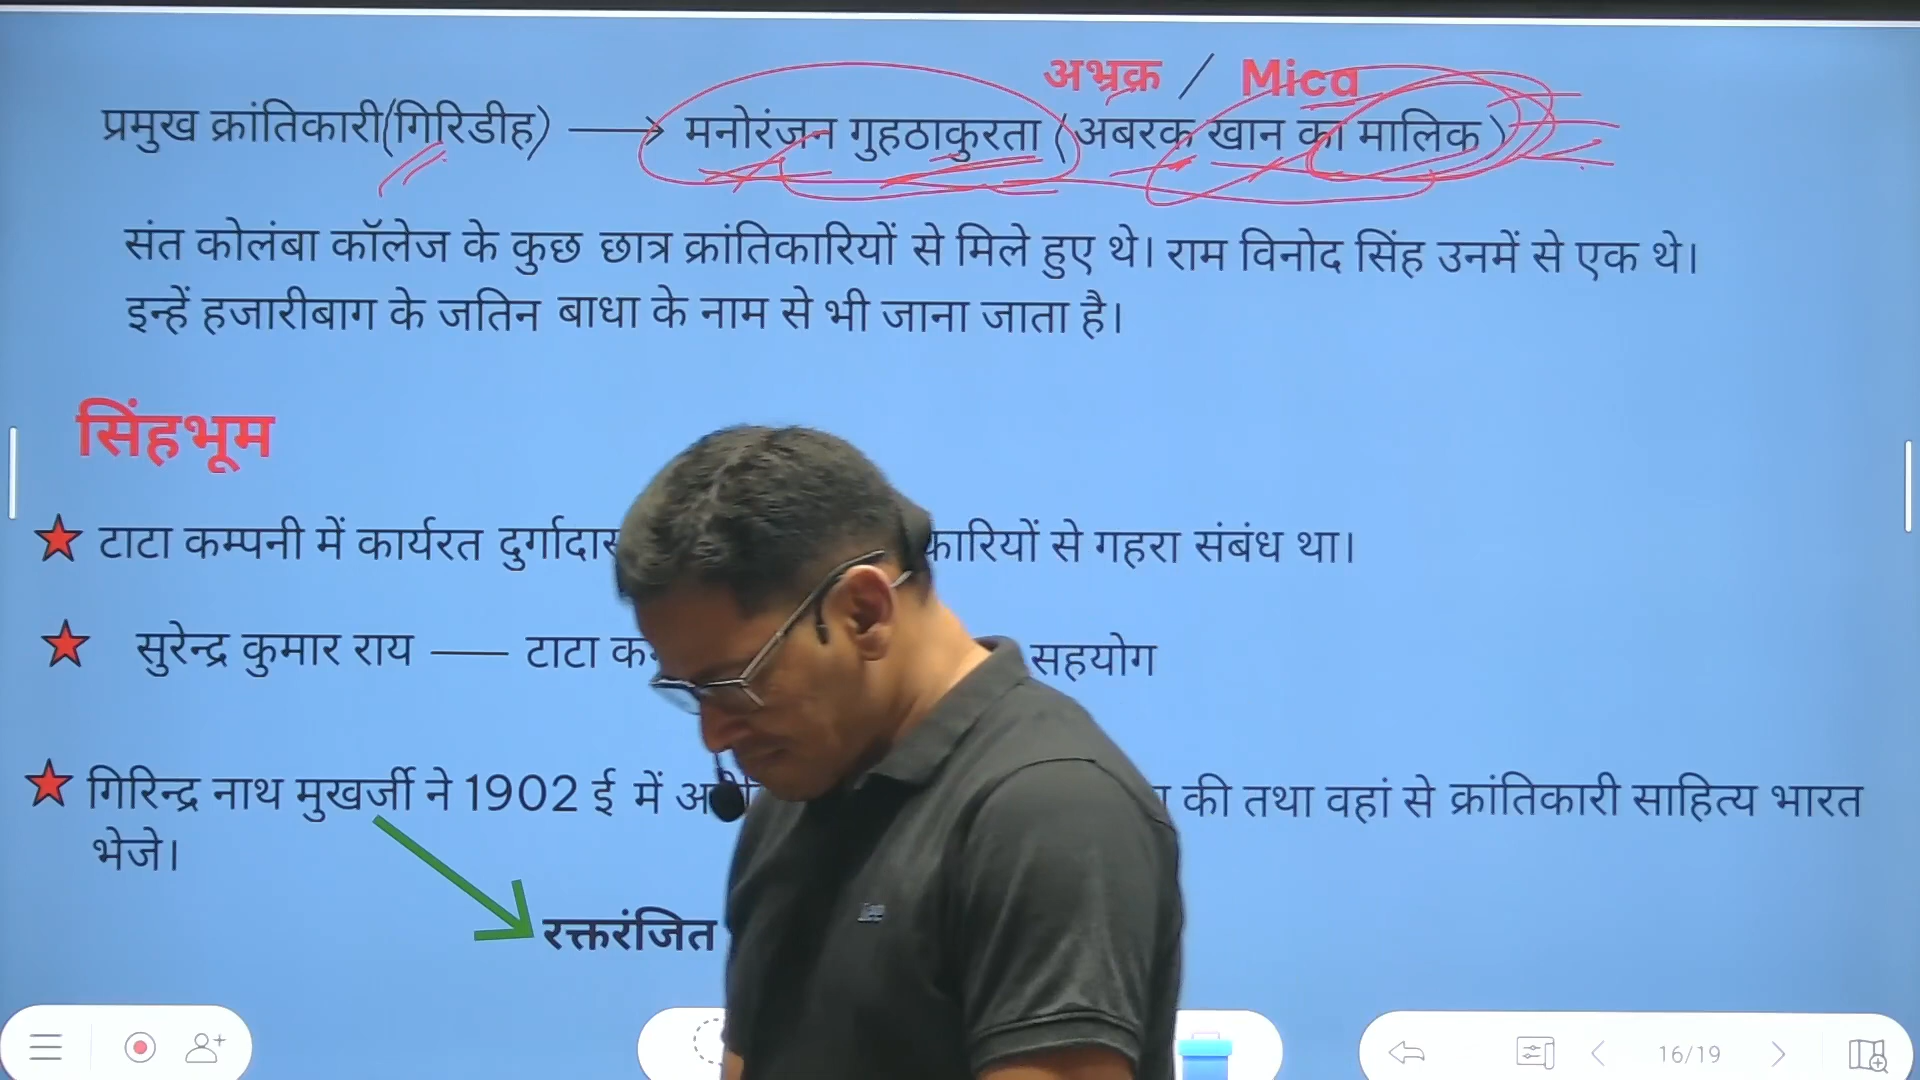 अभ्रक / Mica
प्रमुख क्रांतिकारी(गिरिडीह) → मनोरंजन गुहठाकुरता (अबरक खान का मालिक)
संत कोलंबा कॉलेज के कुछ छात्र क्रांतिकारियों से मिले हुए थे। राम विनोद सिंह उनमें से एक थे।
इन्हें हजारीबाग के जतिन बाधा के नाम से भी जाना जाता है।
सिंहभूम
टाटा कम्पनी में कार्यरत दुर्गादास कारियों से गहरा संबंध था।
सुरेन्द्र कुमार राय — टाटा सहयोग
गिरिन्द्र नाथ मुखर्जी ने 1902 ई में की तथा वहां से क्रांतिकारी साहित्य भारत
भेजे।
रक्तरंजित
Lee
16/19